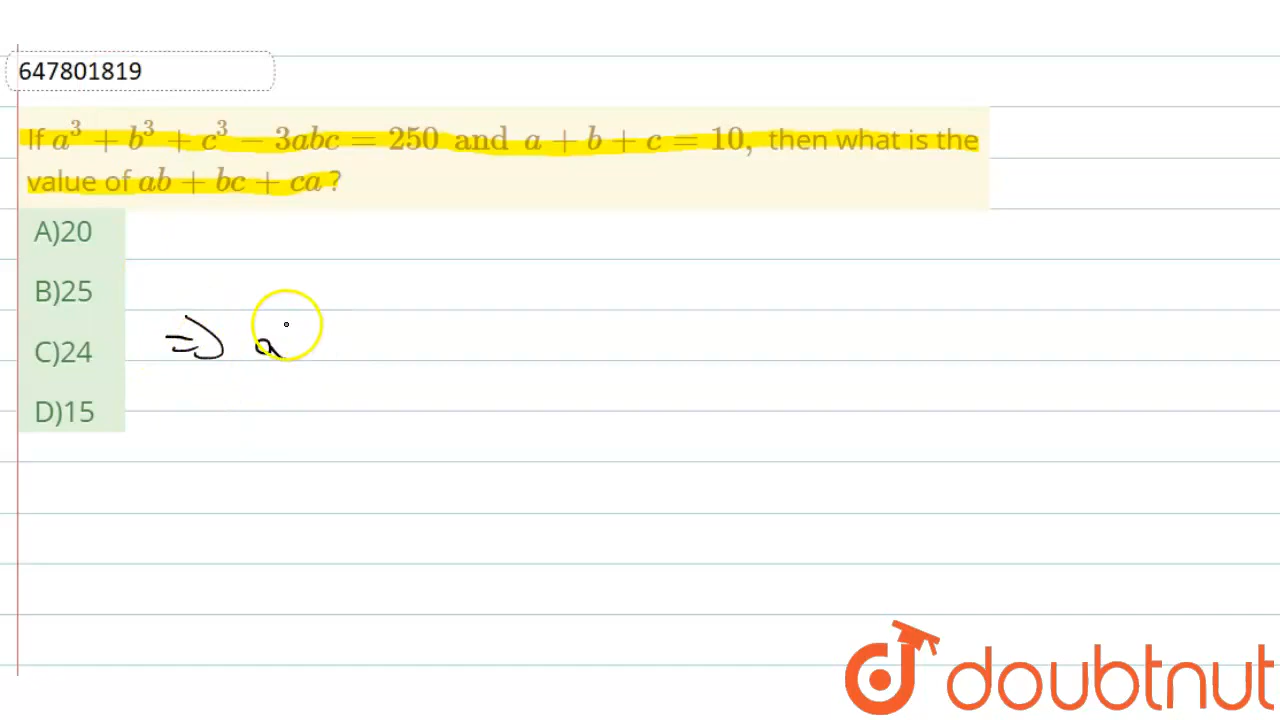 647801819
If a³ + b³ + c³ − 3abc = 250 and a + b + c = 10, then what is the
value of ab + bc + ca ?
A)20
B)25
C)24
D)15
⇒ a
doubtnut